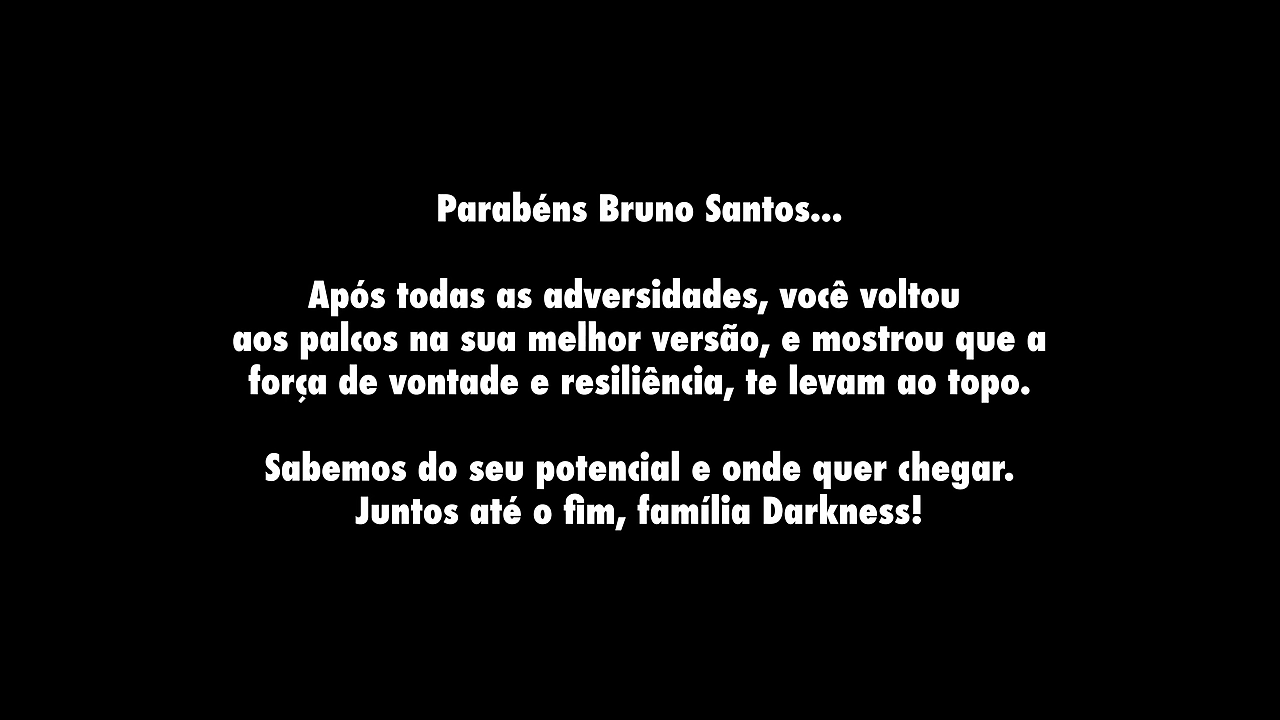 Parabéns Bruno Santos...
Após todas as adversidades, você voltou
aos palcos na sua melhor versão, e mostrou que a
força de vontade e resiliência, te levam ao topo.
Sabemos do seu potencial e onde quer chegar.
Juntos até o fim, família Darkness!